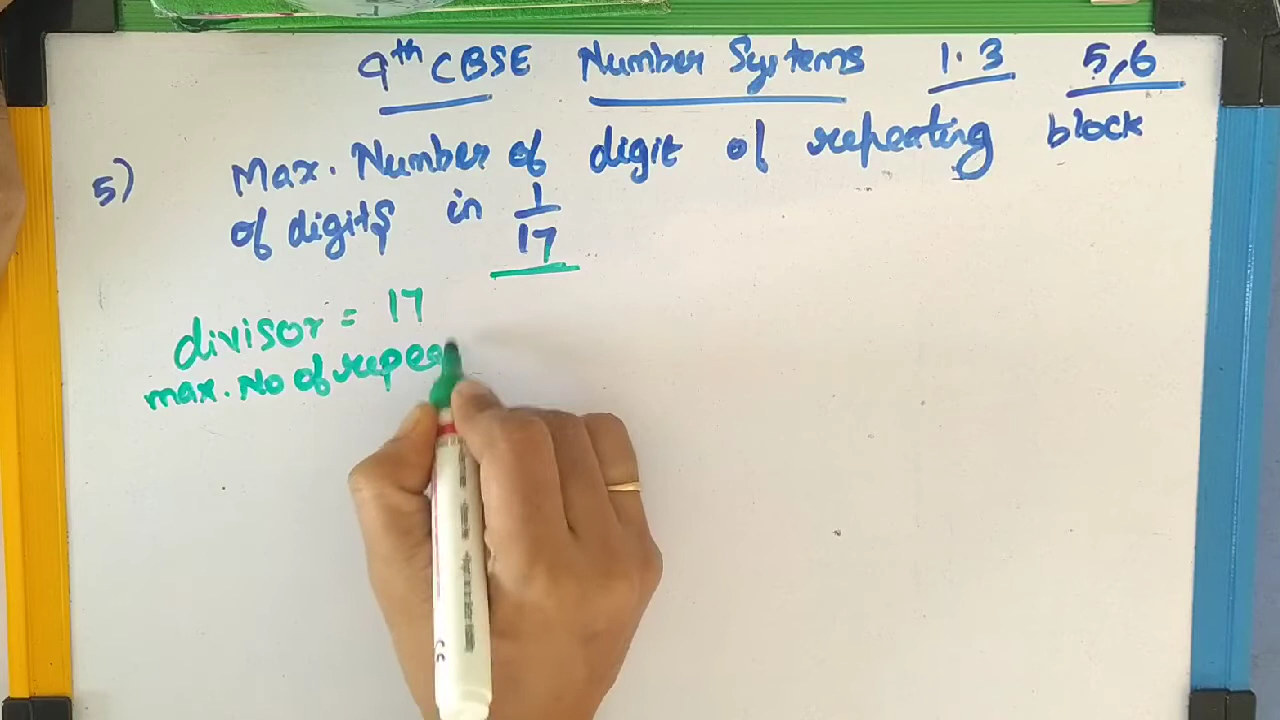 9th CBSE Number Systems 1.3 5,6
5) Max. Number of digit of repeating block
of digits in 1/17
divisor = 17
max. No of repea